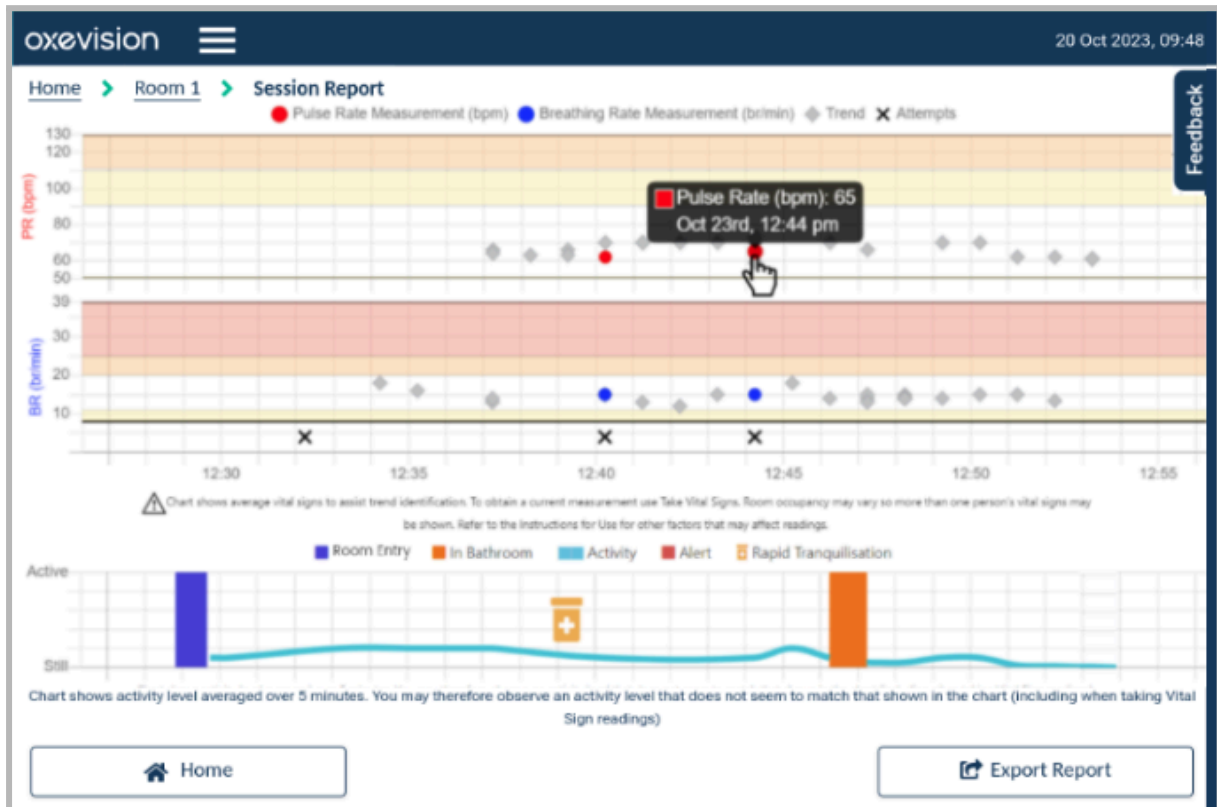 oxevision
20 Oct 2023, 09:48
Home > Room 1 > Session Report
Feedback
Pulse Rate Measurement (bpm) Breathing Rate Measurement (br/min) Trend Attempts
PR (bpm)
130
120
100
80
60
50
Pulse Rate (bpm): 65
Oct 23rd, 12:44 pm
BR (br/min)
39
30
20
10
12:30 12:35 12:40 12:45 12:50 12:55
Chart shows average vital signs to assist trend identification. To obtain a current measurement use Take Vital Signs. Room occupancy may vary so more than one person's vital signs may
be shown. Refer to the Instructions for Use for other factors that may affect readings.
Room Entry In Bathroom Activity Alert Rapid Tranquilisation
Active
Still
Chart shows activity level averaged over 5 minutes. You may therefore observe an activity level that does not seem to match that shown in the chart (including when taking Vital
Sign readings)
Home
Export Report